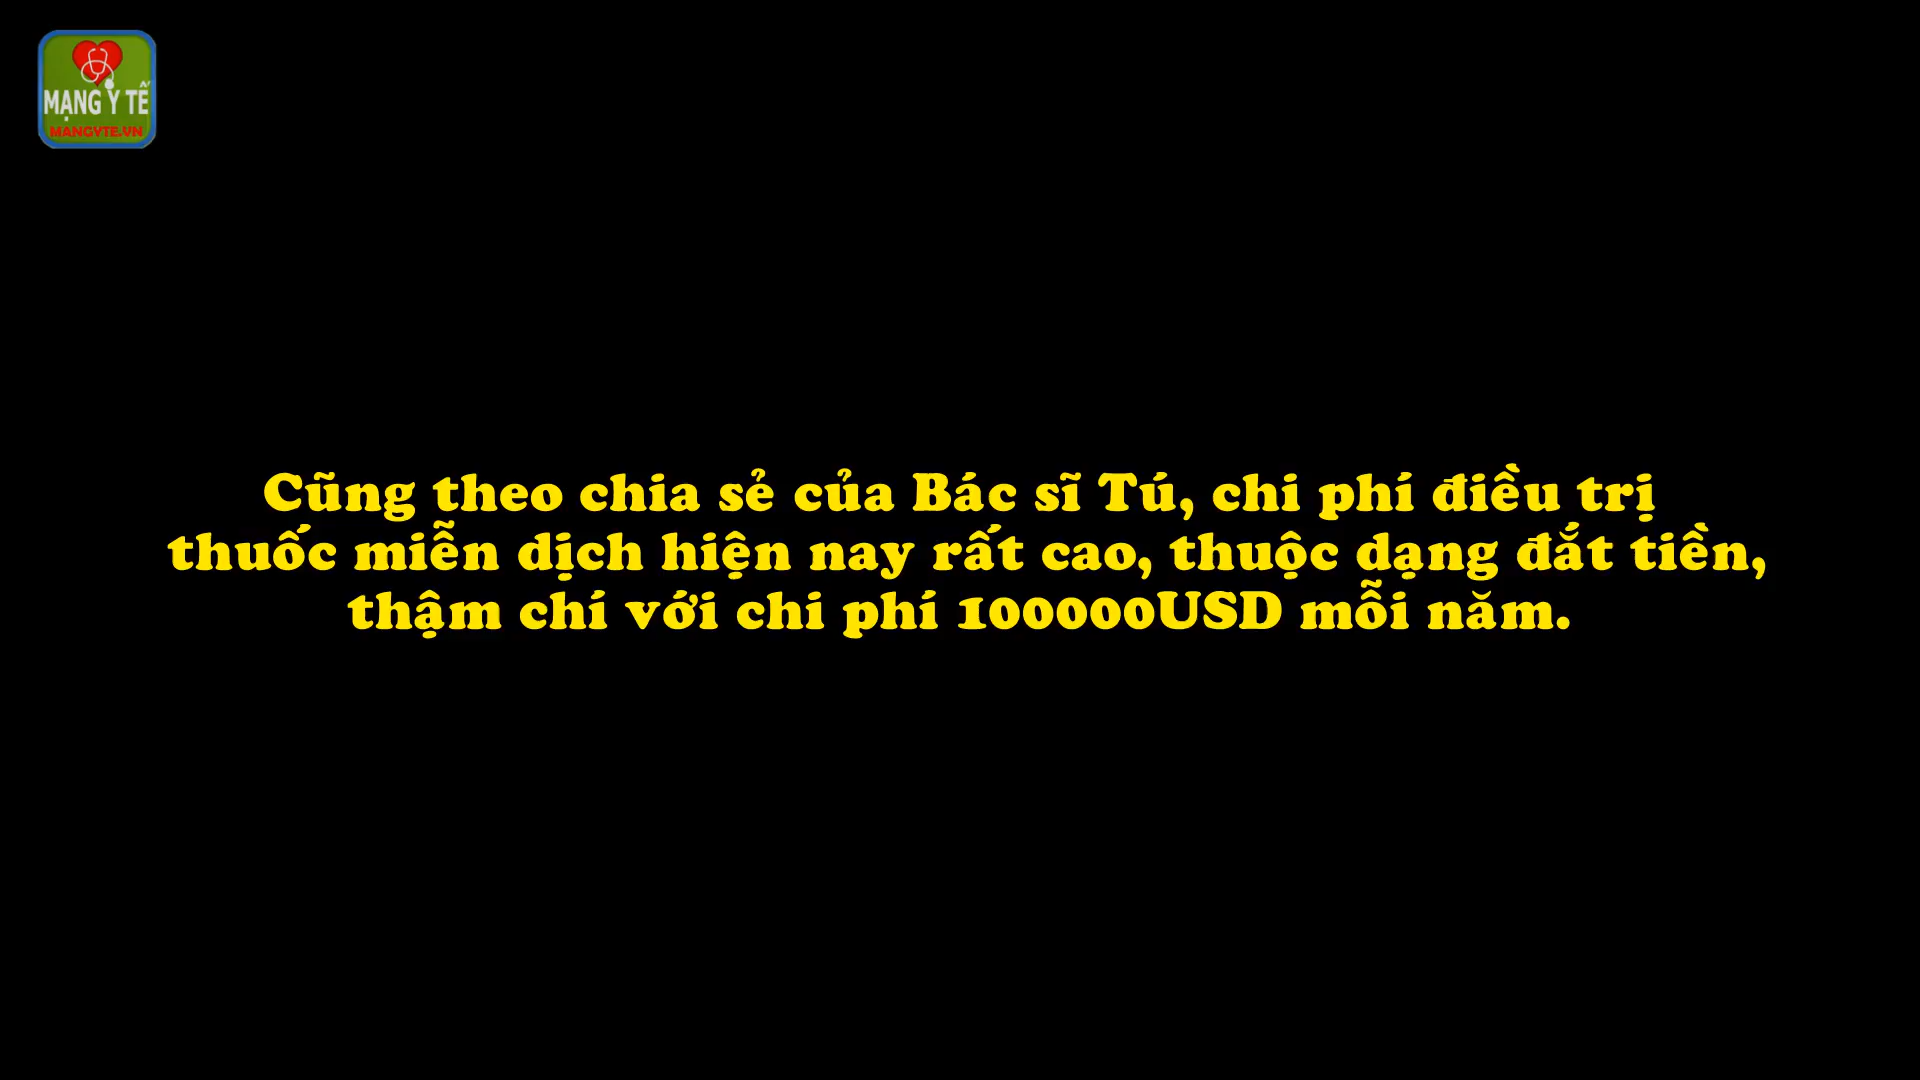 MẠNG Y TẾ
MANGYTE.VN
Cũng theo chia sẻ của Bác sĩ Tú, chi phí điều trị
thuốc miễn dịch hiện nay rất cao, thuộc dạng đắt tiền,
thậm chí với chi phí 100000USD mỗi năm.